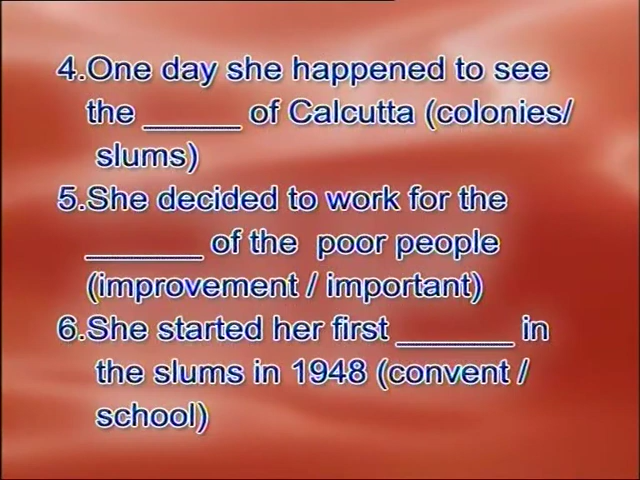 4.One day she happened to see
the ______ of Calcutta (colonies/
slums)
5.She decided to work for the
_______ of the poor people
(improvement / important)
6.She started her first _______ in
the slums in 1948 (convent /
school)